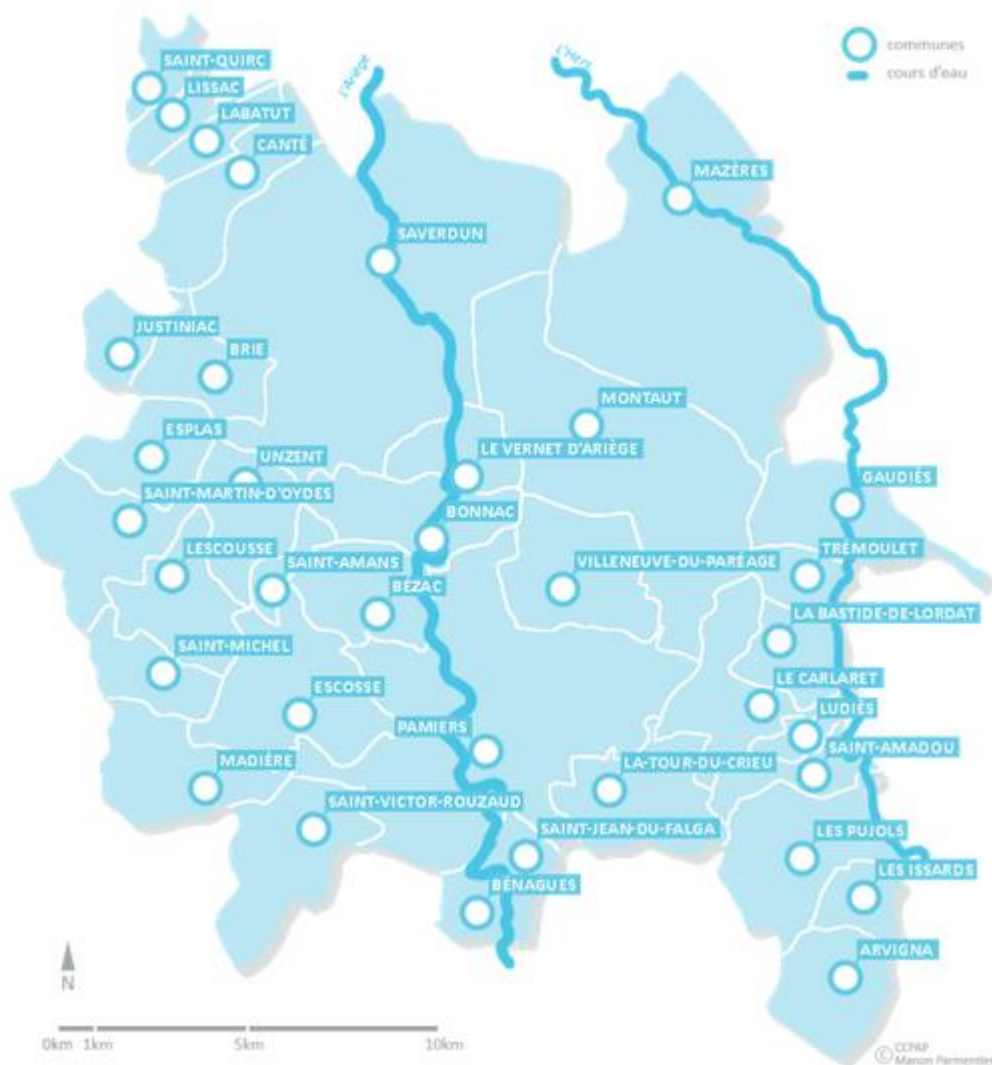 SAINT-QUIRC
L'Ariège
L'Hers
communes
LISSAC
cours d'eau
LABATUT
CANTÉ
MAZÈRES
SAVERDUN
JUSTINIAC
BRIE
MONTAUT
ESPLAS
LE VERNET D'ARIÈGE
UNZENT
GAUDIÈS
SAINT-MARTIN-D'OYDES
BONNAC
TRÉMOULET
LESCOUSSE
SAINT-AMANS
VILLENEUVE-DU-PARÉAGE
BÉZAC
LA BASTIDE-DE-LORDAT
SAINT-MICHEL
LE CARLARET
ESCOSSE
LUDIÈS
PAMIERS
SAINT-AMADOU
MADIÈRE
LA-TOUR-DU-CRIEU
SAINT-VICTOR-ROUZAUD
SAINT-JEAN-DU-FALGA
LES PUJOLS
LES ISSARDS
BÉNAGUES
ARVIGNA
N
0km 1km 5km 10km
© CCPAP
Manon Parmentier